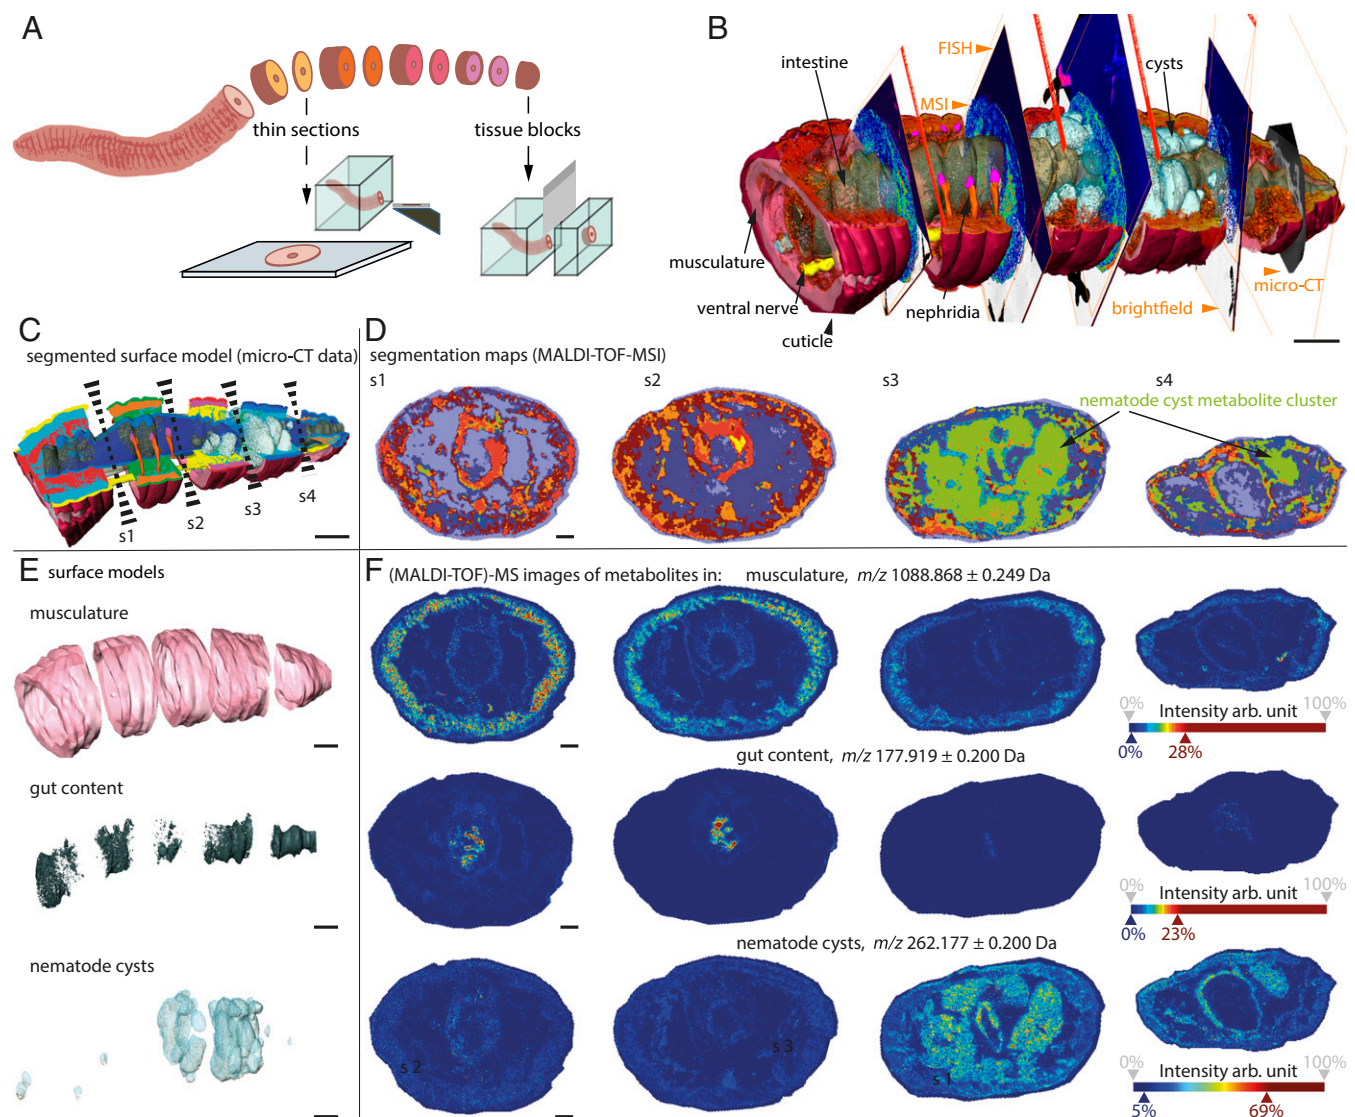 A
thin sections
tissue blocks
B
FISH
intestine
cysts
MSI
musculature
ventral nerve
nephridia
cuticle
micro-CT
brightfield
C
segmented surface model (micro-CT data)
s1
s2
s3
s4
D
segmentation maps (MALDI-TOF-MSI)
s1
s2
s3
s4
nematode cyst metabolite cluster
E surface models
musculature
gut content
nematode cysts
F (MALDI-TOF)-MS images of metabolites in: musculature, m/z 1088.868 ± 0.249 Da
0% Intensity arb. unit 100%
0% 28%
gut content, m/z 177.919 ± 0.200 Da
0% Intensity arb. unit 100%
0% 23%
nematode cysts, m/z 262.177 ± 0.200 Da
s 2
s 3
s 1
0% Intensity arb. unit 100%
5% 69%